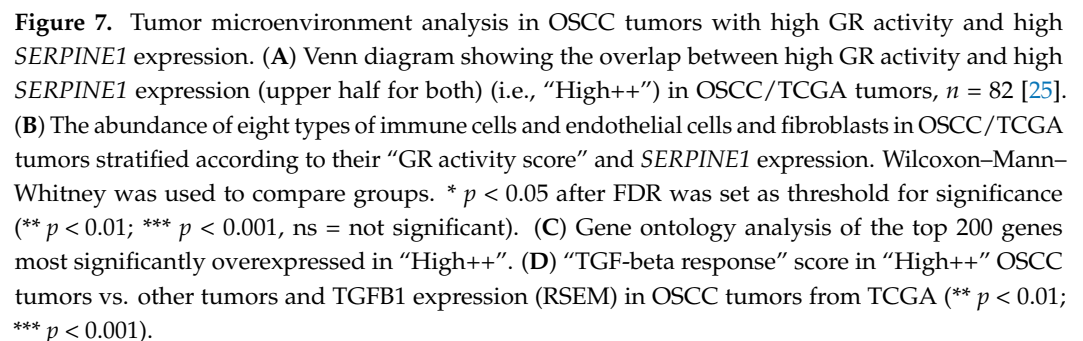 Figure 7. Tumor microenvironment analysis in OSCC tumors with high GR activity and high
SERPINE1 expression. (A) Venn diagram showing the overlap between high GR activity and high
SERPINE1 expression (upper half for both) (i.e., “High++”) in OSCC/TCGA tumors, n = 82 [25].
(B) The abundance of eight types of immune cells and endothelial cells and fibroblasts in OSCC/TCGA
tumors stratified according to their “GR activity score” and SERPINE1 expression. Wilcoxon–Mann–
Whitney was used to compare groups. * p < 0.05 after FDR was set as threshold for significance
(** p < 0.01; *** p < 0.001, ns = not significant). (C) Gene ontology analysis of the top 200 genes
most significantly overexpressed in “High++”. (D) “TGF-beta response” score in “High++” OSCC
tumors vs. other tumors and TGFB1 expression (RSEM) in OSCC tumors from TCGA (** p < 0.01;
*** p < 0.001).